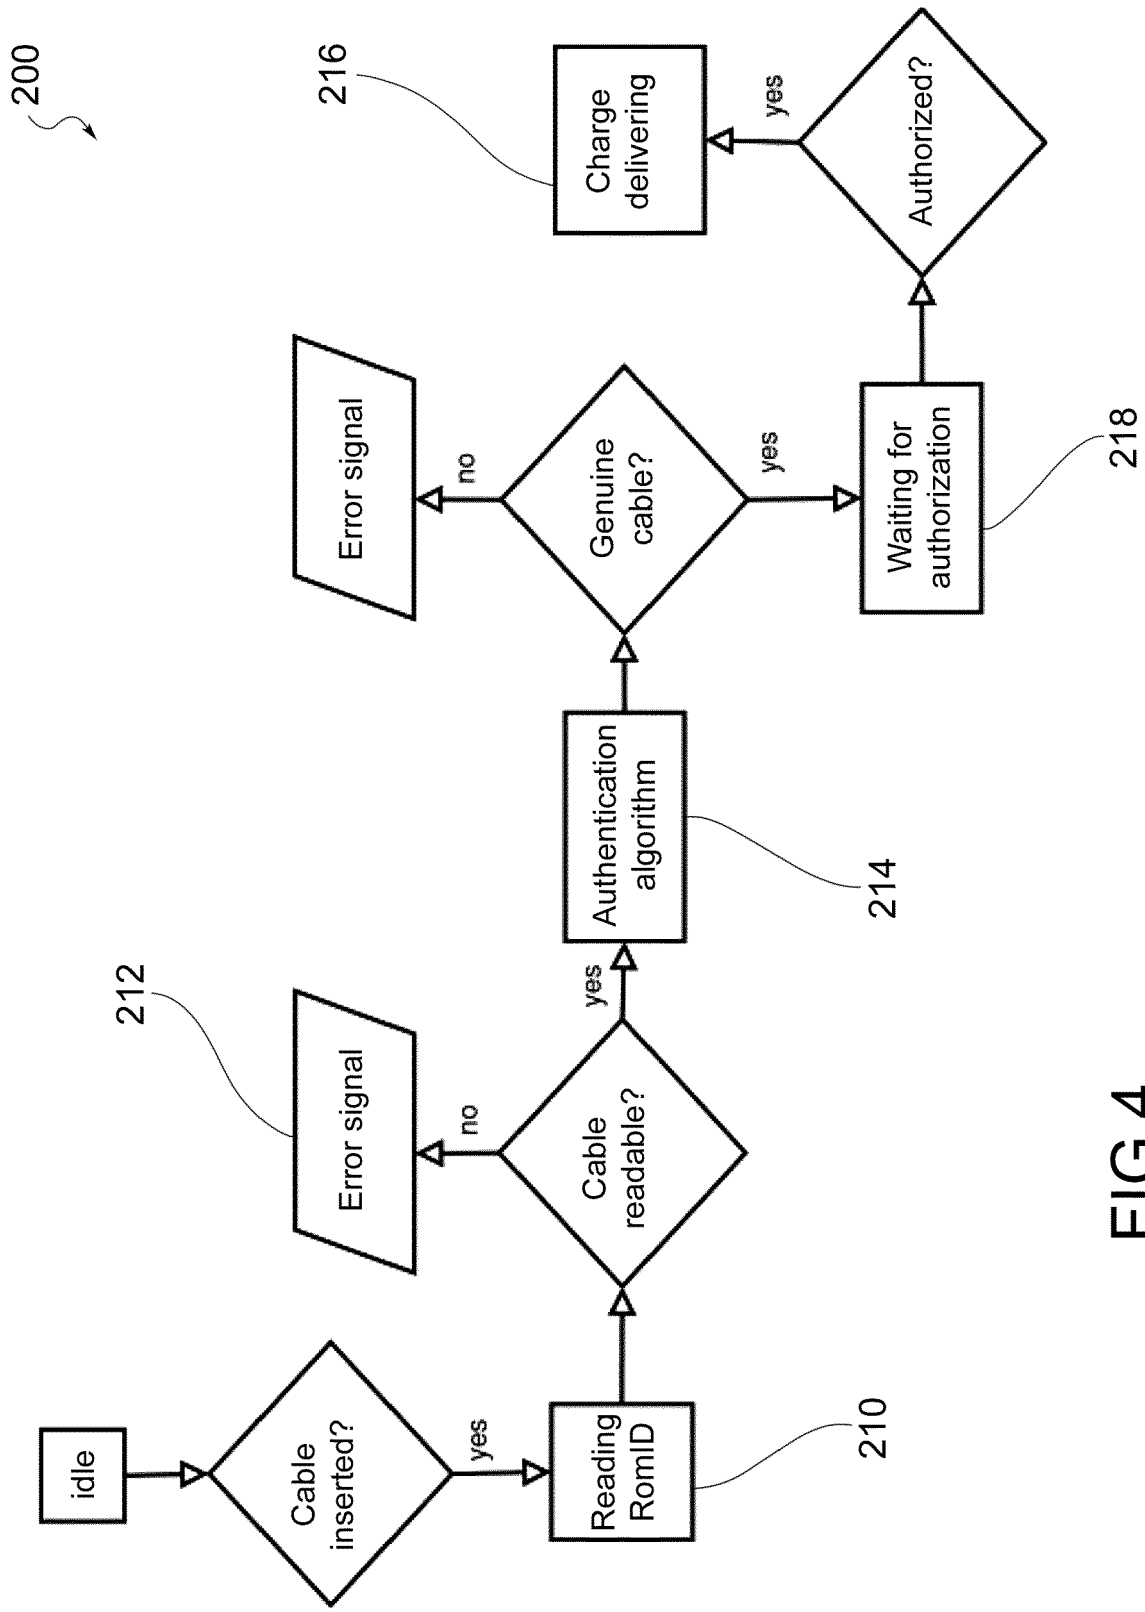 200
idle
Cable
inserted?
yes
Reading
RomID
210
Cable
readable?
no
Error signal
212
yes
Authentication
algorithm
214
Genuine
cable?
no
Error signal
yes
Waiting for
authorization
218
Authorized?
yes
Charge
delivering
216
FIG 4